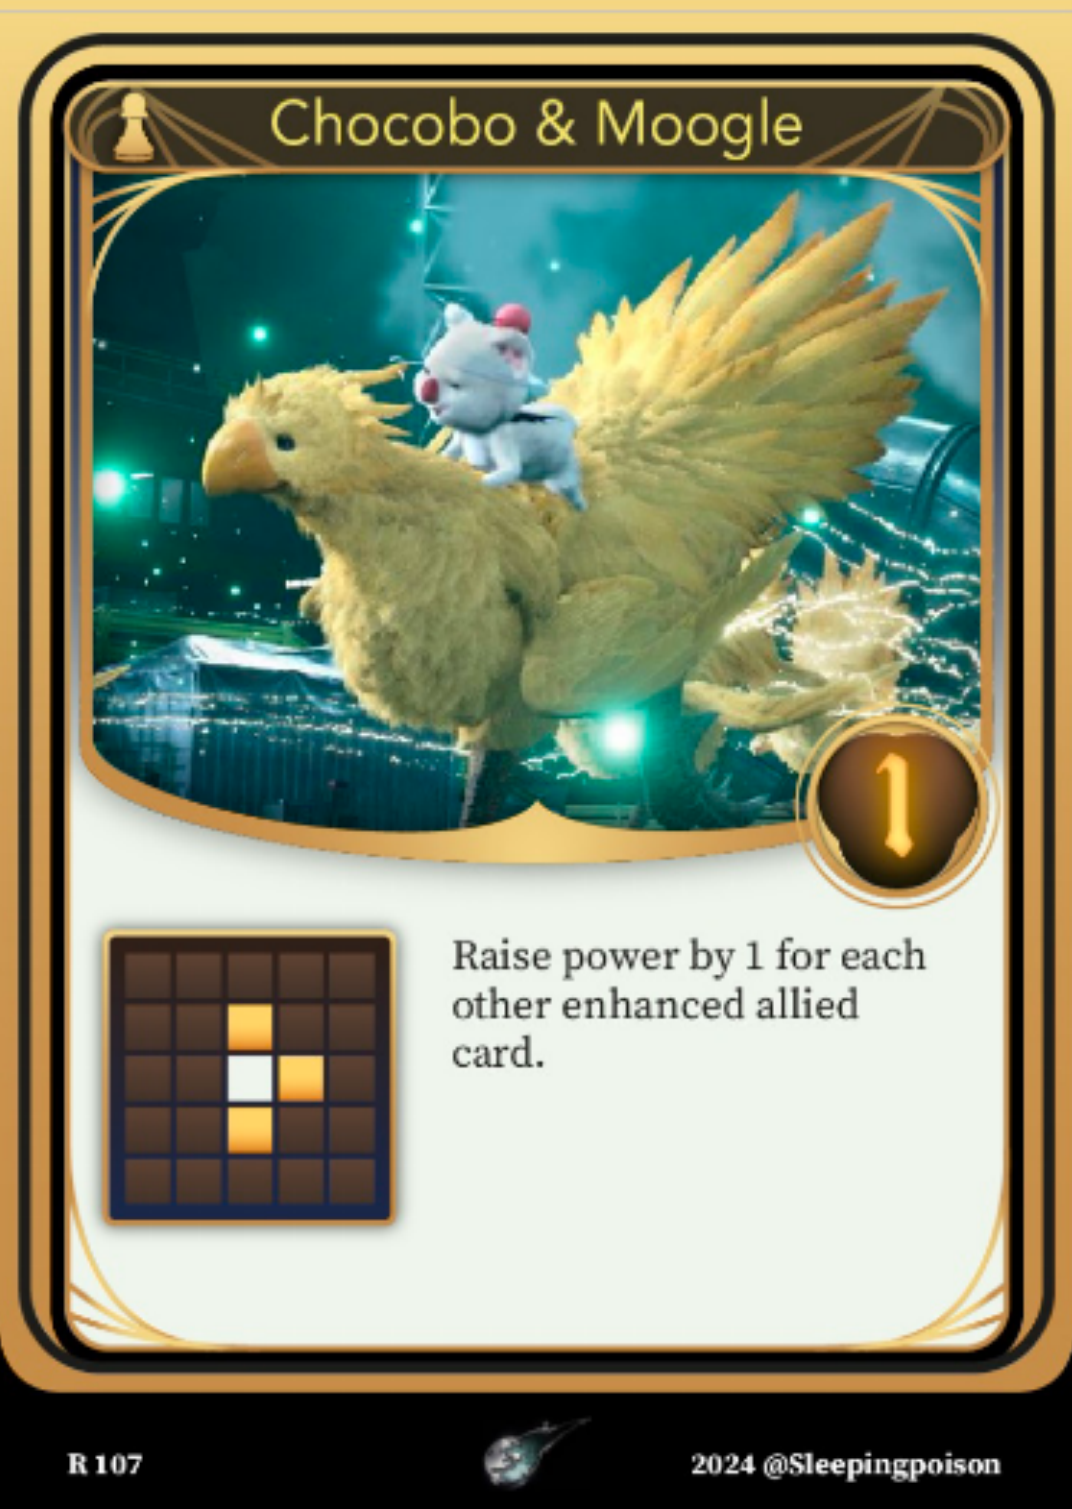 Chocobo & Moogle
1
Raise power by 1 for each
other enhanced allied
card.
R 107
2024 @Sleepingpoison